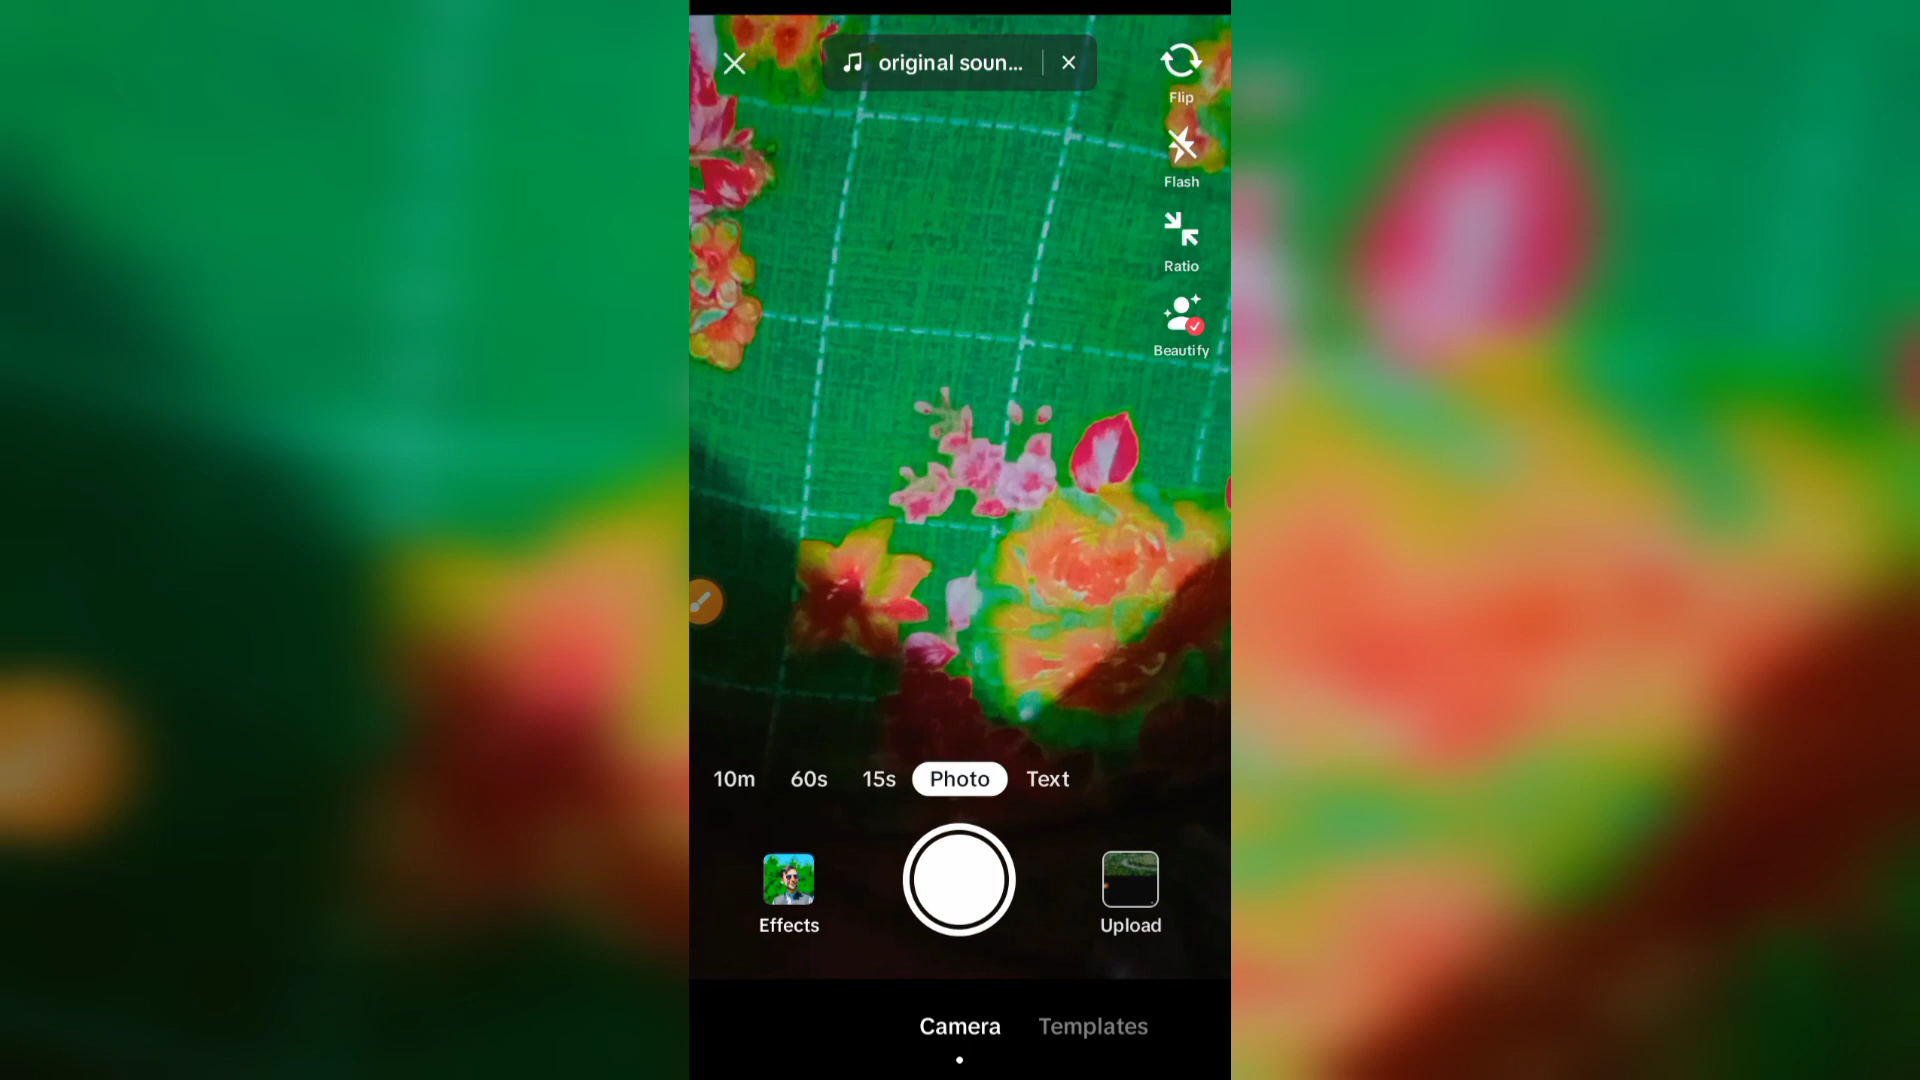 original soun...
Flip
Flash
Ratio
Beautify
10m 60s 15s Photo Text
Effects
Upload
Camera Templates